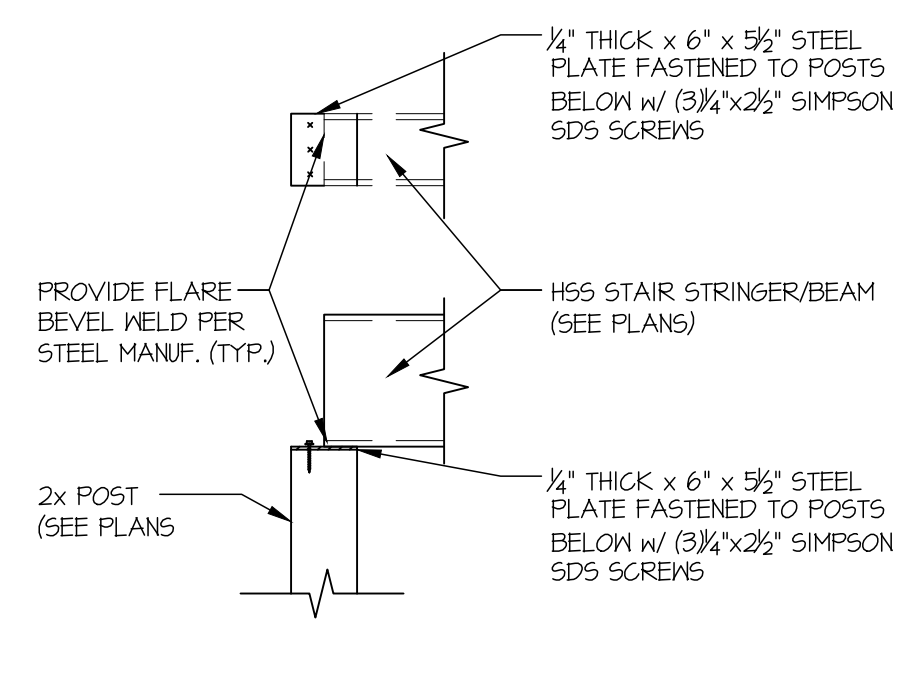 ¼" THICK x 6" x 5½" STEEL
PLATE FASTENED TO POSTS
BELOW w/ (3)¼"x2½" SIMPSON
SDS SCREWS
PROVIDE FLARE
BEVEL WELD PER
STEEL MANUF. (TYP.)
HSS STAIR STRINGER/BEAM
(SEE PLANS)
2x POST
(SEE PLANS
¼" THICK x 6" x 5½" STEEL
PLATE FASTENED TO POSTS
BELOW w/ (3)¼"x2½" SIMPSON
SDS SCREWS